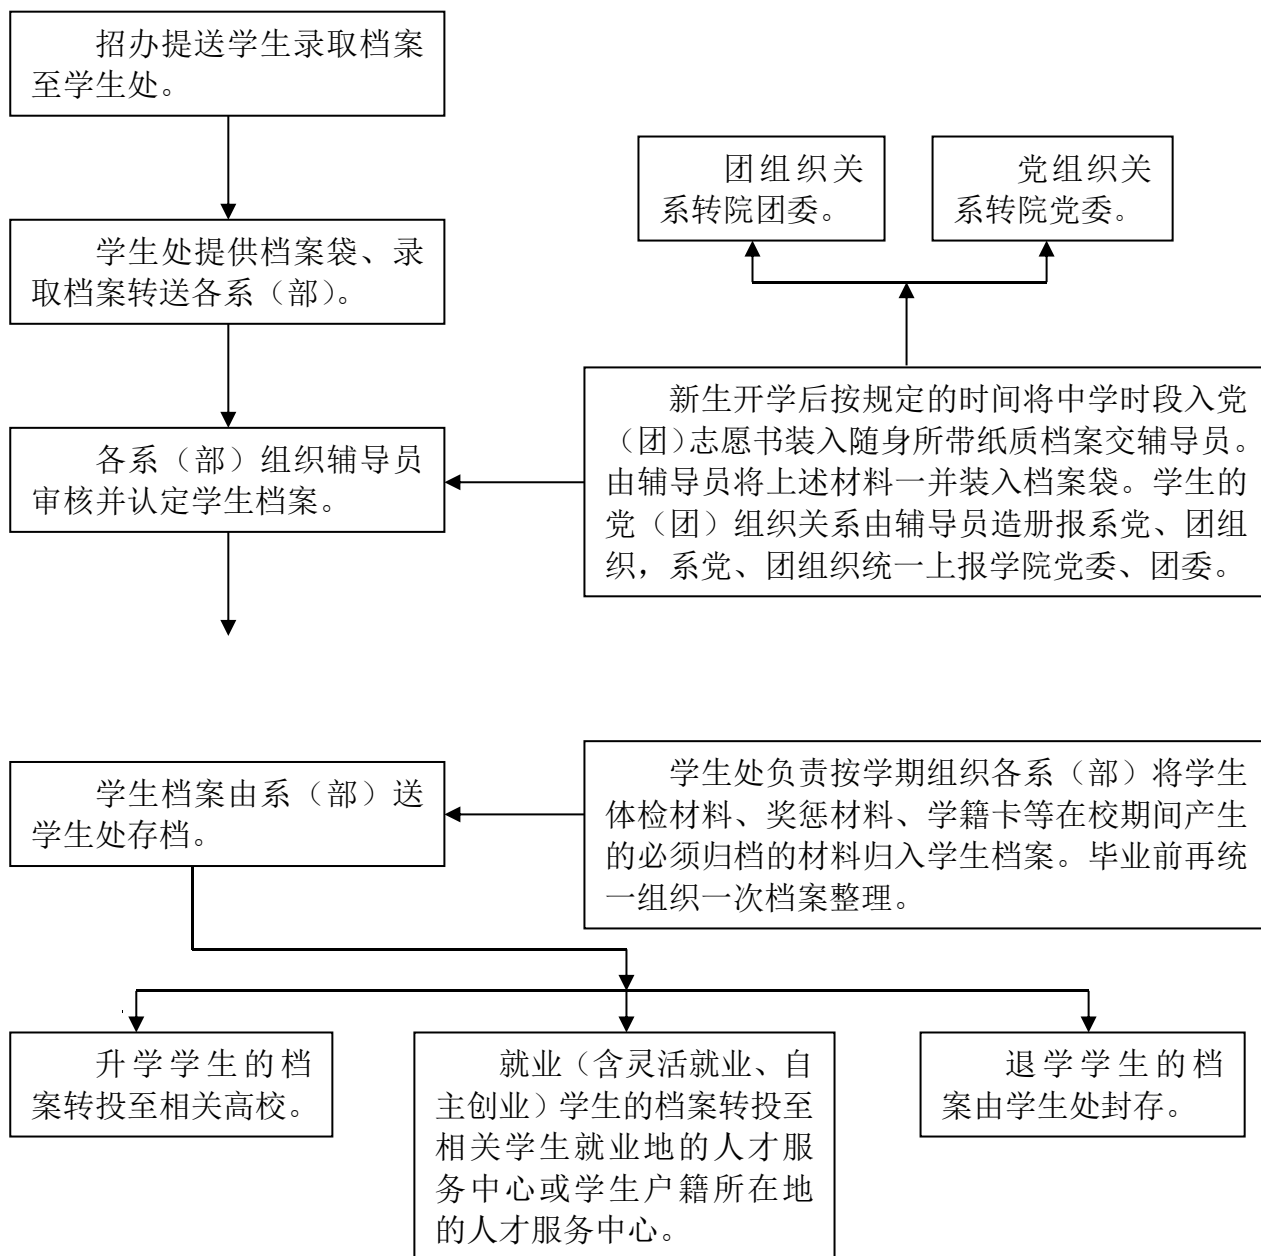 招办提送学生录取档案
至学生处。
团组织关
系转院团委。
党组织关
系转院党委。
学生处提供档案袋、录
取档案转送各系（部）。
新生开学后按规定的时间将中学时段入党
（团）志愿书装入随身所带纸质档案交辅导员。
由辅导员将上述材料一并装入档案袋。学生的
党（团）组织关系由辅导员造册报系党、团组
织，系党、团组织统一上报学院党委、团委。
各系（部）组织辅导员
审核并认定学生档案。
学生处负责按学期组织各系（部）将学生
体检材料、奖惩材料、学籍卡等在校期间产生
的必须归档的材料归入学生档案。毕业前再统
一组织一次档案整理。
学生档案由系（部）送
学生处存档。
升学学生的档
案转投至相关高校。
就业（含灵活就业、自
主创业）学生的档案转投至
相关学生就业地的人才服
务中心或学生户籍所在地
的人才服务中心。
退学学生的档
案由学生处封存。